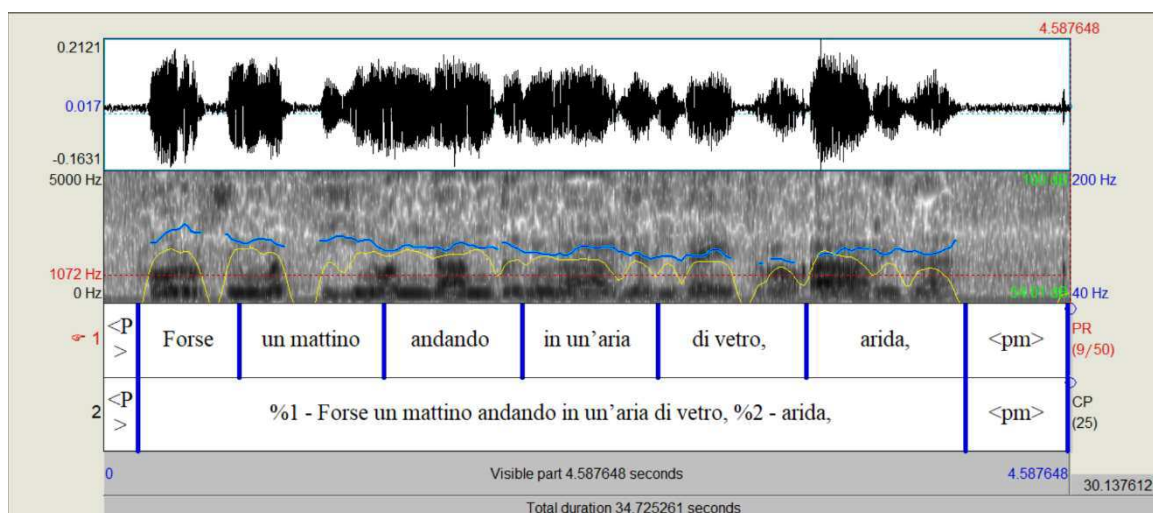 4.587648
0.2121
0.017
-0.1631
5000 Hz
200 Hz
1072 Hz
0 Hz
40 Hz
1
<P
>
Forse
un mattino
andando
in un’aria
di vetro,
arida,
<pm>
PR
(9/50)
2
<P
>
%1 - Forse un mattino andando in un’aria di vetro, %2 - arida,
<pm>
CP
(25)
0
Visible part 4.587648 seconds
4.587648
30.137612
Total duration 34.725261 seconds